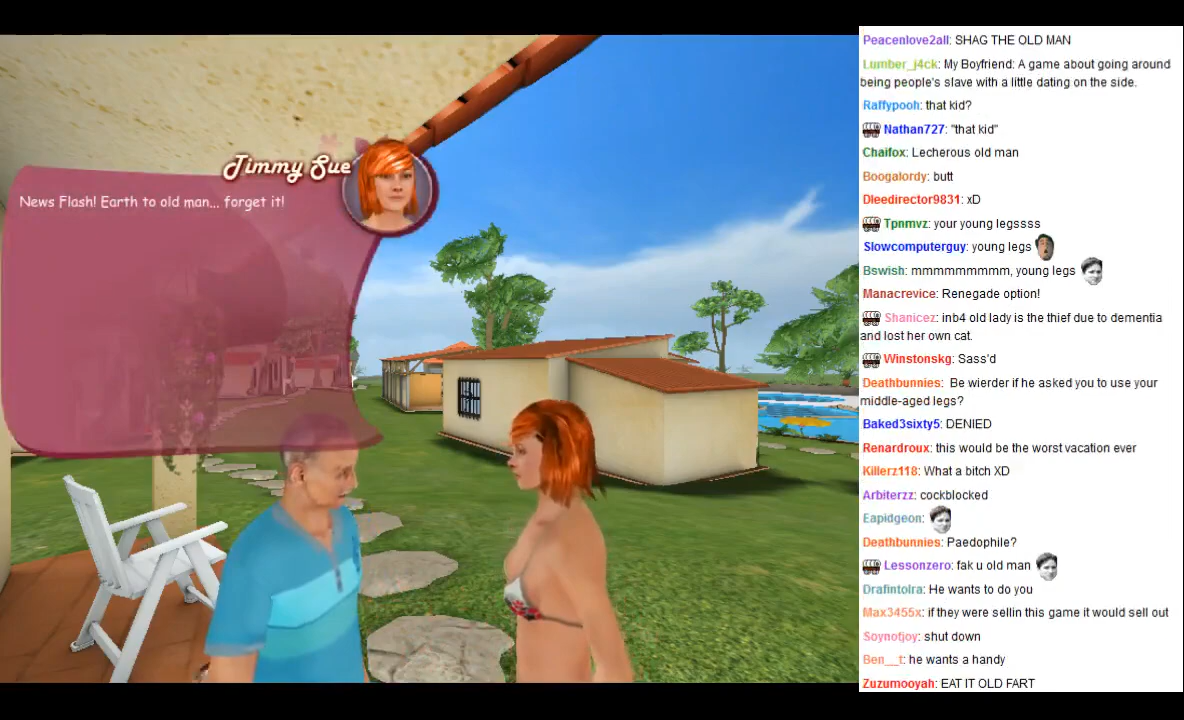 Jimmy Sue
News Flash! Earth to old man... forget it!
Peacenlove2all: SHAG THE OLD MAN
Lumber_j4ck: My Boyfriend: A game about going around
being people's slave with a little dating on the side.
Raffypooh: that kid?
Nathan727: "that kid"
Chaifox: Lecherous old man
Boogalordy: butt
Dleedirector9831: xD
Tpnmvz: your young legssss
Slowcomputerguy: young legs
Bswish: mmmmmmmmmm, young legs
Manacrevice: Renegade option!
Shanicez: inb4 old lady is the thief due to dementia
and lost her own cat.
Winstonskg: Sass'd
Deathbunnies: Be wierder if he asked you to use your
middle-aged legs?
Baked3sixty5: DENIED
Renardroux: this would be the worst vacation ever
Killerz118: What a bitch XD
Arbiterzz: cockblocked
Eapidgeon:
Deathbunnies: Paedophile?
Lessonzero: fak u old man
Drafintolra: He wants to do you
Max3455x: if they were sellin this game it would sell out
Soynotjoy: shut down
Ben__t: he wants a handy
Zuzumooyah: EAT IT OLD FART